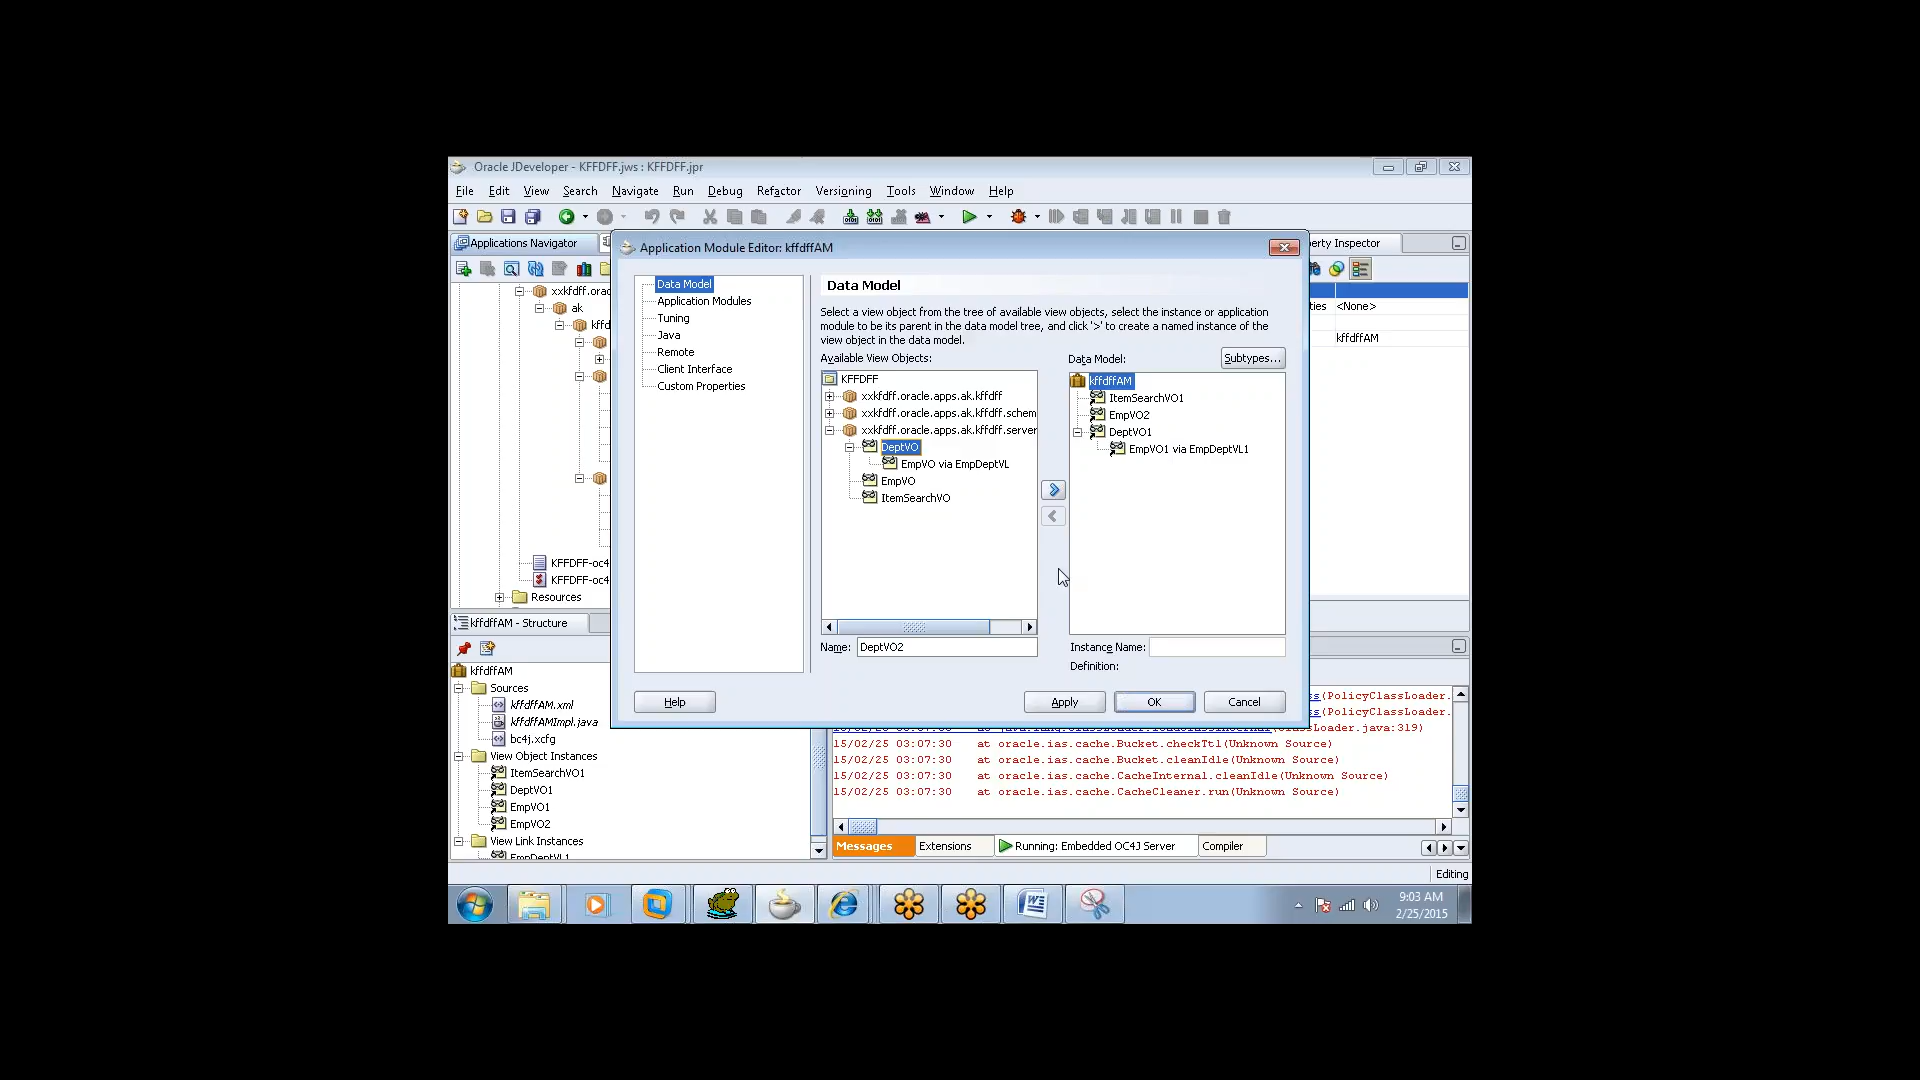 Oracle JDeveloper - KFFDFF.jws : KFFDFF.jpr
File Edit View Search Navigate Run Debug Refactor Versioning Tools Window Help
Applications Navigator
erty Inspector
Application Module Editor: kffdffAM
xxkfdff.orac
ak
kffd
KFFDFF-oc4
KFFDFF-oc4
Resources
Data Model
Application Modules
Tuning
Java
Remote
Client Interface
Custom Properties
Data Model
Select a view object from the tree of available view objects, select the instance or application
module to be its parent in the data model tree, and click '>' to create a named instance of the
view object in the data model.
Available View Objects:
Data Model:
Subtypes...
KFFDFF
xxkfdff.oracle.apps.ak.kffdff
xxkfdff.oracle.apps.ak.kffdff.schem
xxkfdff.oracle.apps.ak.kffdff.server
DeptVO
EmpVO via EmpDeptVL
EmpVO
ItemSearchVO
kffdffAM
ItemSearchVO1
EmpVO2
DeptVO1
EmpVO1 via EmpDeptVL1
Name: DeptVO2
Instance Name:
Definition:
Help
Apply
OK
Cancel
ties <None>
kffdffAM
kffdffAM - Structure
kffdffAM
Sources
kffdffAM.xml
kffdffAMImpl.java
bc4j.xcfg
View Object Instances
ItemSearchVO1
DeptVO1
EmpVO1
EmpVO2
View Link Instances
EmpDeptVL1
ss(PolicyClassLoader.
ss(PolicyClassLoader.
15/02/25 03:07:30 at oracle.ias.cache.Bucket.checkTtl(Unknown Source)
15/02/25 03:07:30 at oracle.ias.cache.Bucket.cleanIdle(Unknown Source)
15/02/25 03:07:30 at oracle.ias.cache.CacheInternal.cleanIdle(Unknown Source)
15/02/25 03:07:30 at oracle.ias.cache.CacheCleaner.run(Unknown Source)
Messages Extensions Running: Embedded OC4J Server Compiler
Editing
9:03 AM
2/25/2015